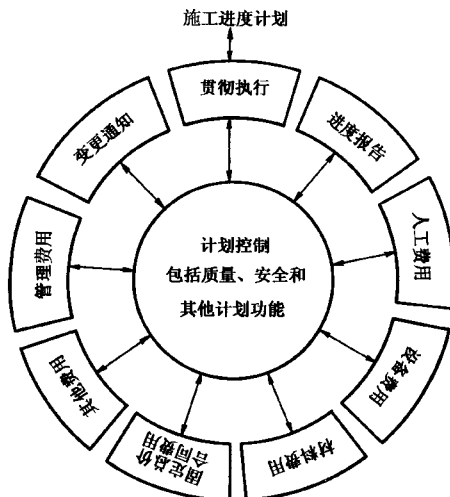 施工进度计划
贯彻执行
进度报告
人工费用
设备费用
材料费用
固定总价
合同费用
其他费用
管理费用
变更通知
计划控制
包括质量、安全和
其他计划功能